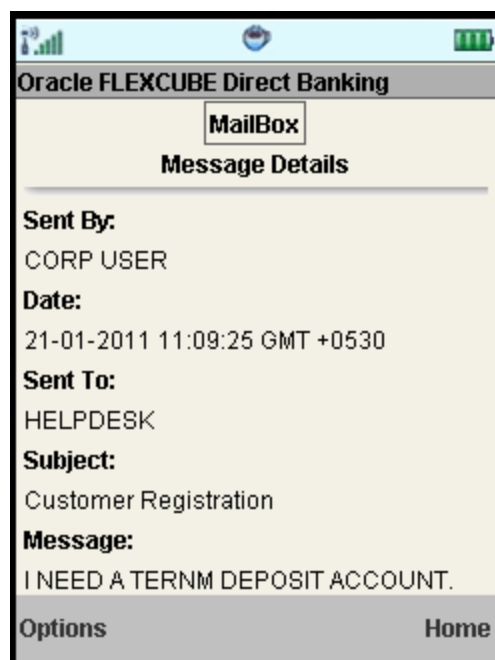 Oracle FLEXCUBE Direct Banking
MailBox
Message Details
Sent By:
CORP USER
Date:
21-01-2011 11:09:25 GMT +0530
Sent To:
HELPDESK
Subject:
Customer Registration
Message:
I NEED A TERNM DEPOSIT ACCOUNT.
Options Home